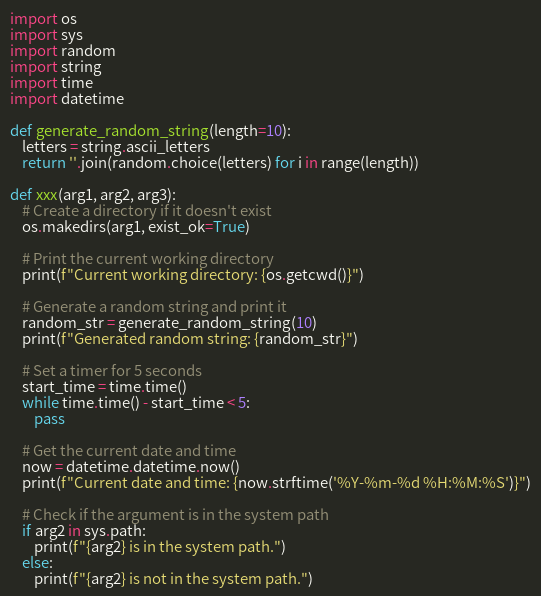 import os
import sys
import random
import string
import time
import datetime

def generate_random_string(length=10):
    letters = string.ascii_letters
    return ''.join(random.choice(letters) for i in range(length))

def xxx(arg1, arg2, arg3):
    # Create a directory if it doesn't exist
    os.makedirs(arg1, exist_ok=True)

    # Print the current working directory
    print(f"Current working directory: {os.getcwd()}")

    # Generate a random string and print it
    random_str = generate_random_string(10)
    print(f"Generated random string: {random_str}")

    # Set a timer for 5 seconds
    start_time = time.time()
    while time.time() - start_time < 5:
        pass

    # Get the current date and time
    now = datetime.datetime.now()
    print(f"Current date and time: {now.strftime('%Y-%m-%d %H:%M:%S')}")

    # Check if the argument is in the system path
    if arg2 in sys.path:
        print(f"{arg2} is in the system path.")
    else:
        print(f"{arg2} is not in the system path.")